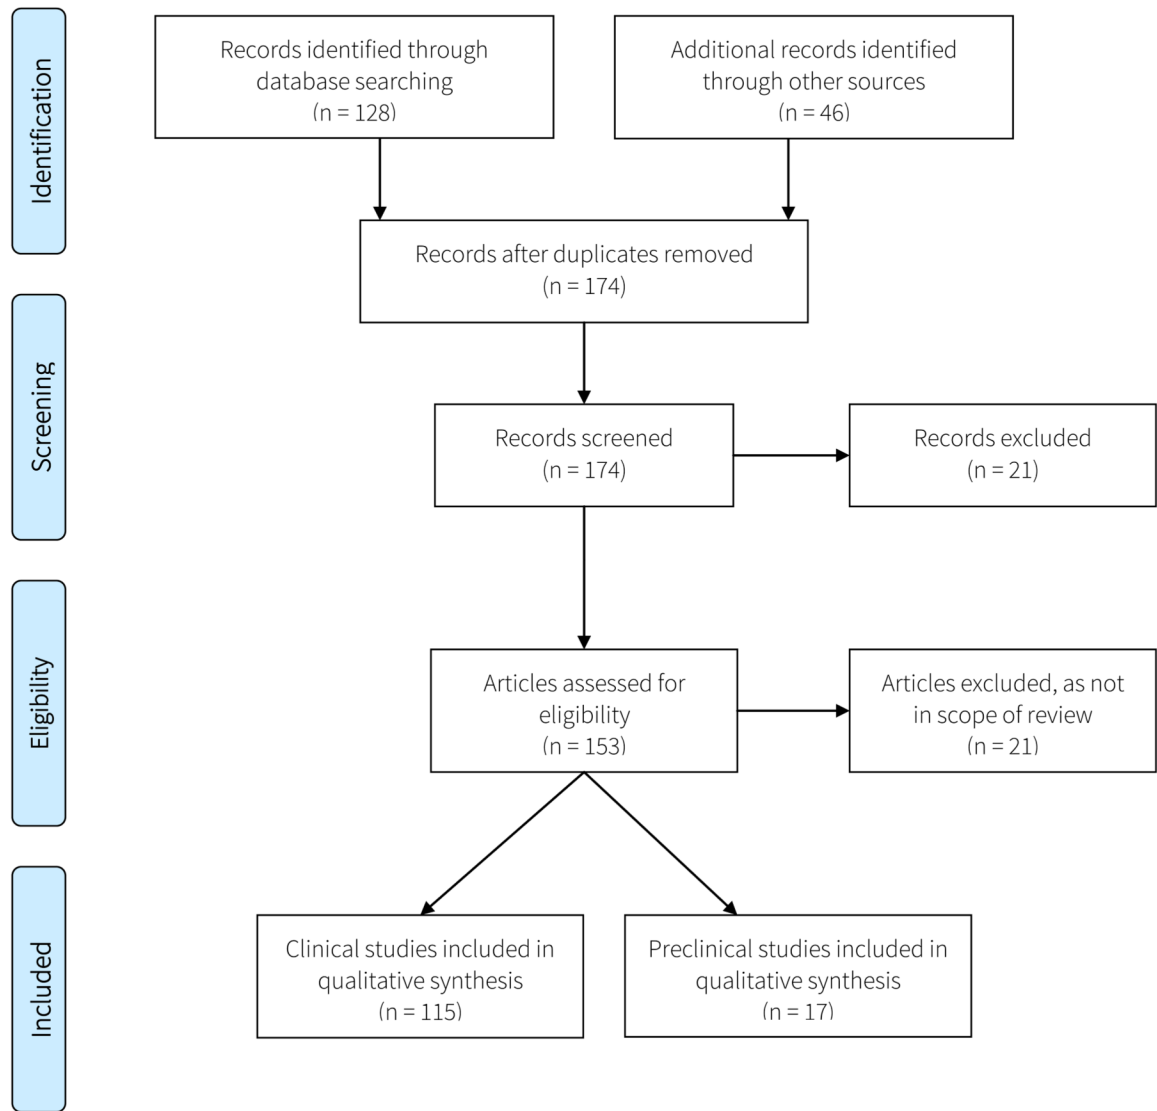 Identification
Records identified through
database searching
(n = 128)
Additional records identified
through other sources
(n = 46)
Records after duplicates removed
(n = 174)
Screening
Records screened
(n = 174)
Records excluded
(n = 21)
Eligibility
Articles assessed for
eligibility
(n = 153)
Articles excluded, as not
in scope of review
(n = 21)
Included
Clinical studies included in
qualitative synthesis
(n = 115)
Preclinical studies included in
qualitative synthesis
(n = 17)